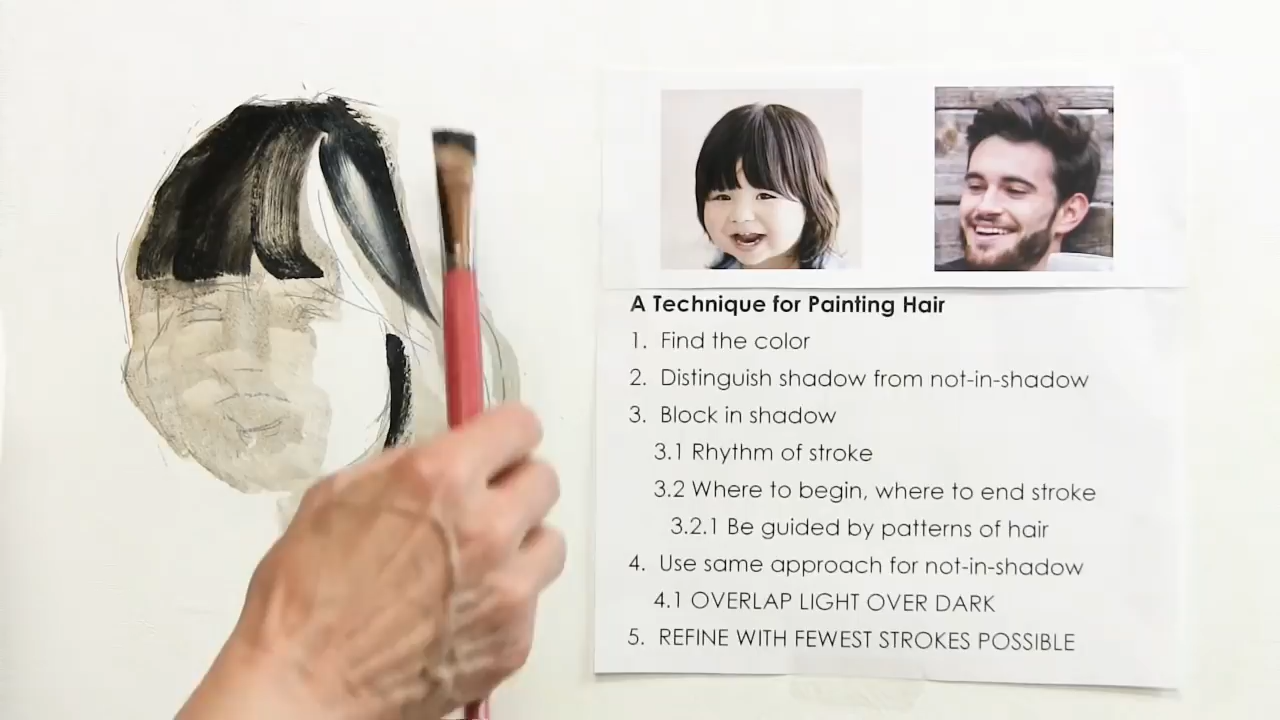 A Technique for Painting Hair
1. Find the color
2. Distinguish shadow from not-in-shadow
3. Block in shadow
3.1 Rhythm of stroke
3.2 Where to begin, where to end stroke
3.2.1 Be guided by patterns of hair
4. Use same approach for not-in-shadow
4.1 OVERLAP LIGHT OVER DARK
5. REFINE WITH FEWEST STROKES POSSIBLE